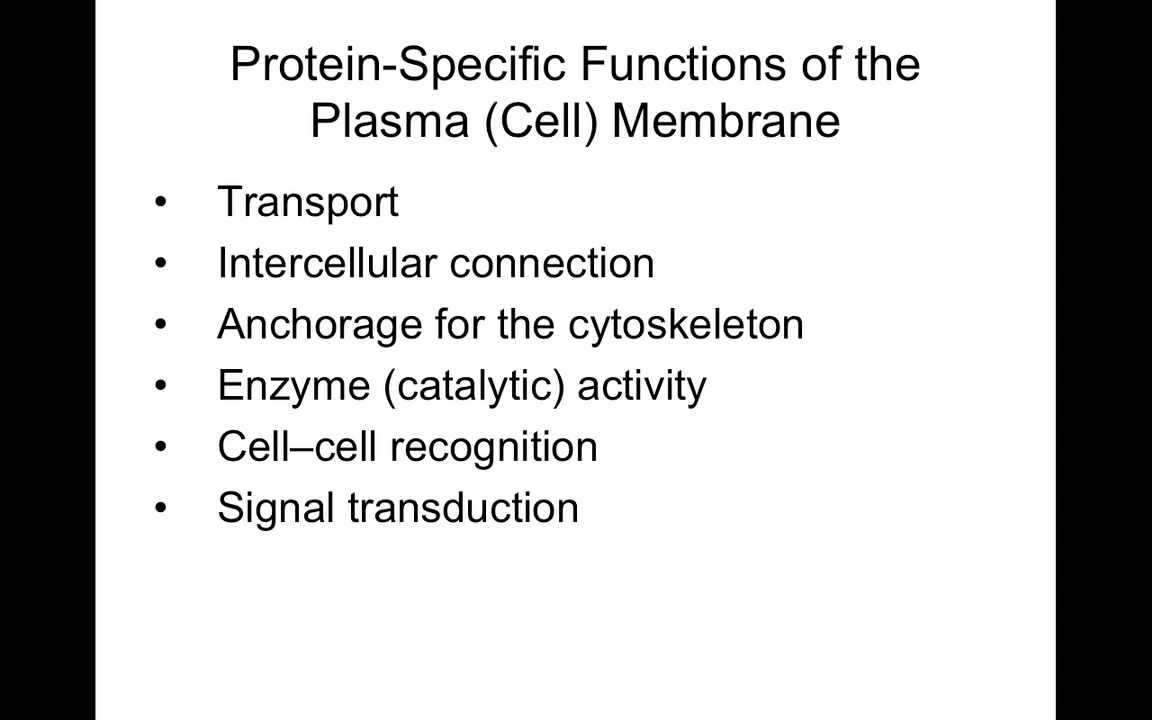 Protein-Specific Functions of the
Plasma (Cell) Membrane
• Transport
• Intercellular connection
• Anchorage for the cytoskeleton
• Enzyme (catalytic) activity
• Cell–cell recognition
• Signal transduction